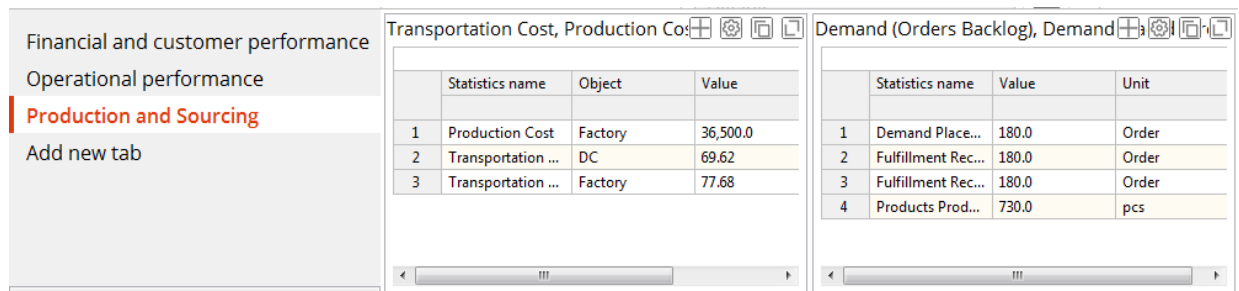 Financial and customer performance
Operational performance
Production and Sourcing
Add new tab
Transportation Cost, Production Cos
Statistics name Object Value
1 Production Cost Factory 36,500.0
2 Transportation ... DC 69.62
3 Transportation ... Factory 77.68
Demand (Orders Backlog), Demand
Statistics name Value Unit
1 Demand Place... 180.0 Order
2 Fulfillment Rec... 180.0 Order
3 Fulfillment Rec... 180.0 Order
4 Products Prod... 730.0 pcs